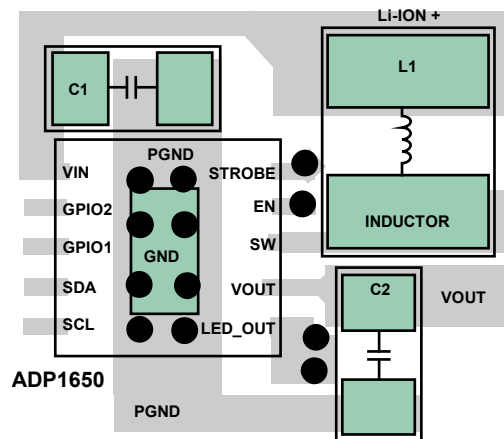 Li-ION +
C1
L1
PGND
VIN
STROBE
GPIO2
EN
INDUCTOR
GPIO1
GND
SW
SDA
VOUT
C2
VOUT
SCL
LED_OUT
ADP1650
PGND